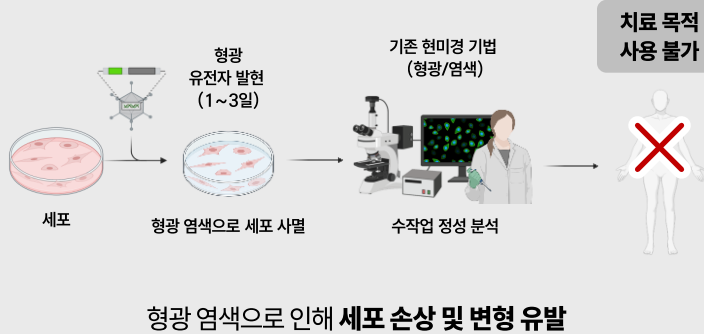 치료 목적
사용 불가
형광
유전자 발현
(1~3일)
기존 현미경 기법
(형광/염색)
세포
형광 염색으로 세포 사멸
수작업 정성 분석
형광 염색으로 인해 세포 손상 및 변형 유발